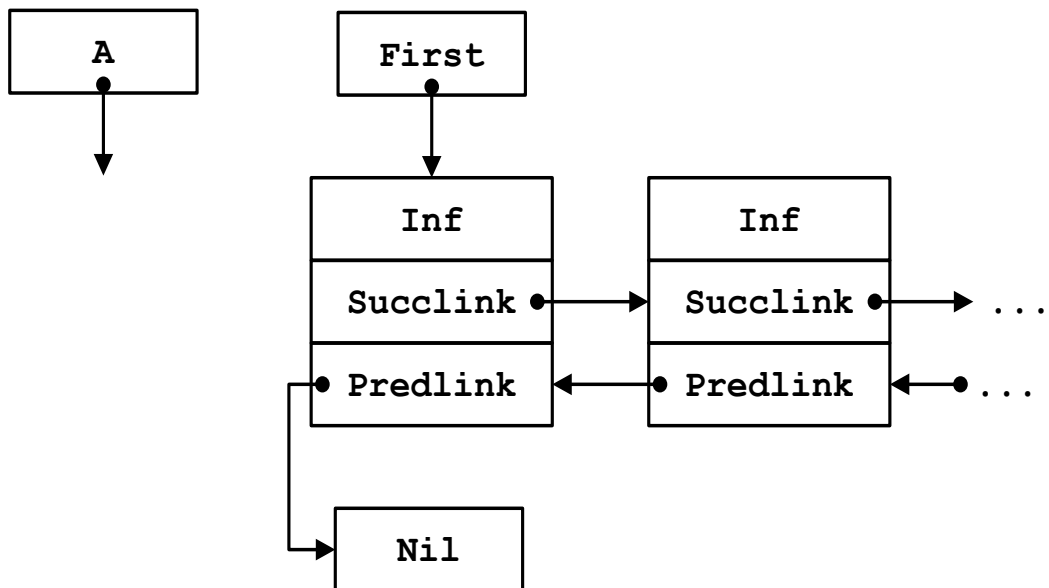 A First
Inf Inf
Succlink Succlink ...
Predlink Predlink ...
Nil